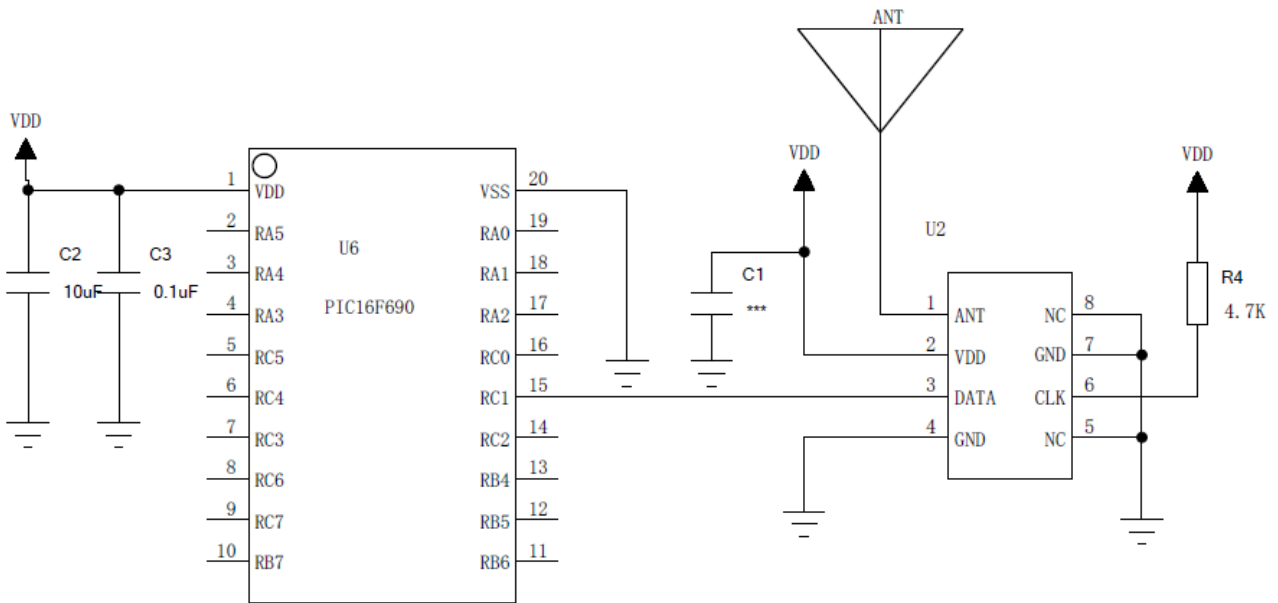 ANT
VDD
1 VDD VSS 20
2 RA5 RA0 19
3 RA4 RA1 18
4 RA3 RA2 17
5 RC5 RC0 16
6 RC4 RC1 15
7 RC3 RC2 14
8 RC6 RB4 13
9 RC7 RB5 12
10 RB7 RB6 11
U6
PIC16F690
C2
10uF
C3
0.1uF
VDD
C1
***
U2
1 ANT NC 8
2 VDD GND 7
3 DATA CLK 6
4 GND NC 5
VDD
R4
4.7K